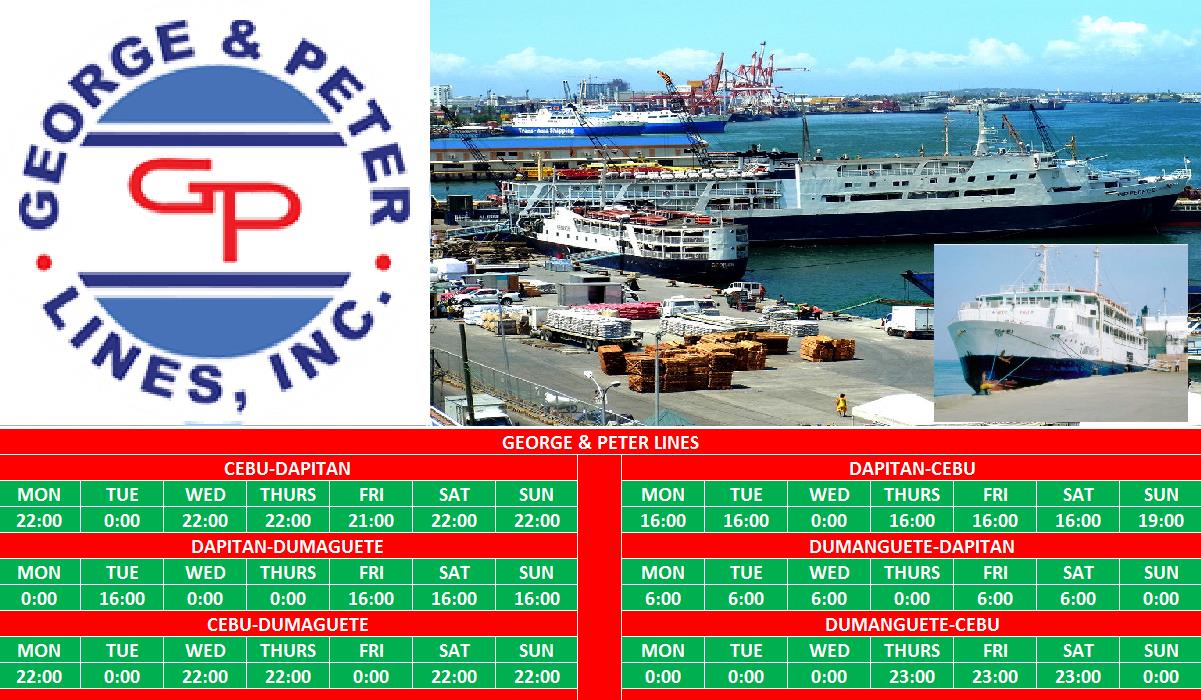 GEORGE & PETER
GP
LINES, INC.
Trans-Asia Shipping
GEORGE & PETER LINES
CEBU-DAPITAN
MON TUE WED THURS FRI SAT SUN
22:00 0:00 22:00 22:00 21:00 22:00 22:00
DAPITAN-DUMAGUETE
MON TUE WED THURS FRI SAT SUN
0:00 16:00 0:00 0:00 16:00 16:00 16:00
CEBU-DUMAGUETE
MON TUE WED THURS FRI SAT SUN
22:00 0:00 22:00 22:00 0:00 22:00 22:00
DAPITAN-CEBU
MON TUE WED THURS FRI SAT SUN
16:00 16:00 0:00 16:00 16:00 16:00 19:00
DUMANGUETE-DAPITAN
MON TUE WED THURS FRI SAT SUN
6:00 6:00 6:00 0:00 6:00 6:00 0:00
DUMANGUETE-CEBU
MON TUE WED THURS FRI SAT SUN
0:00 0:00 0:00 23:00 23:00 23:00 0:00